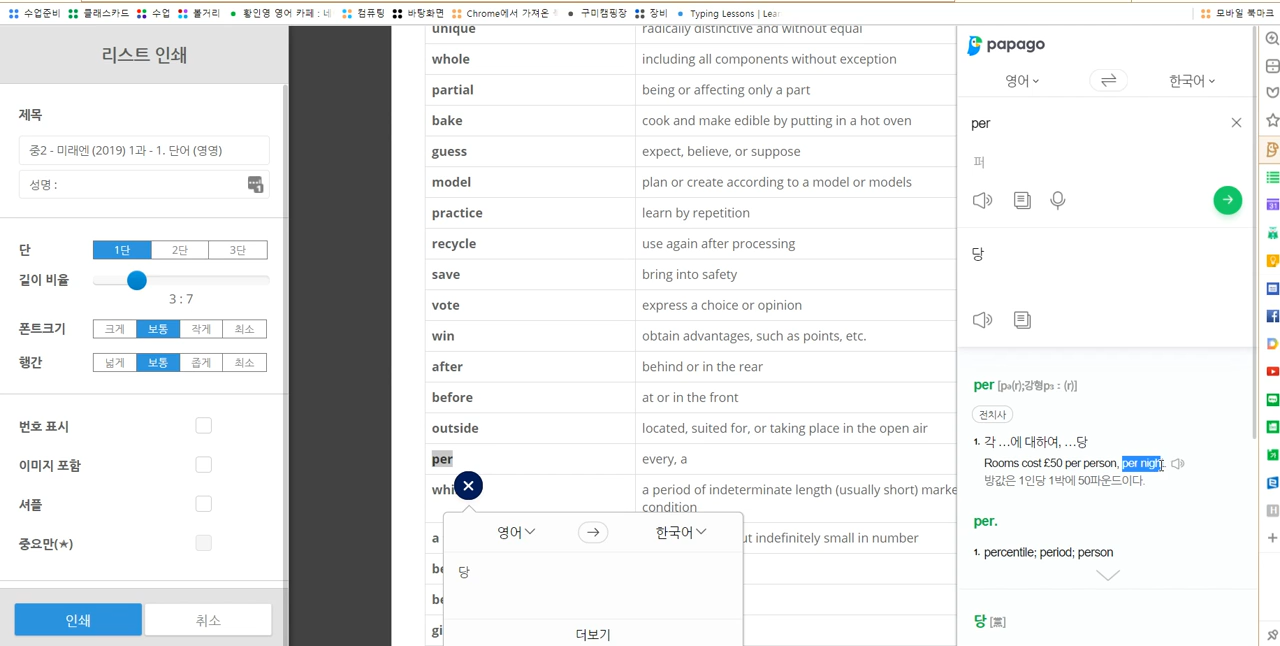 수업준비 클래스카드 수업 볼거리 황인영 영어 카페 : 네 컴퓨팅 바탕화면 Chrome에서 가져온 구미캠핑장 장비 Typing Lessons | Lear 모바일 북마크
리스트 인쇄
제목
중2 - 미래엔 (2019) 1과 - 1. 단어 (영영)
성명 :
단 1단 2단 3단
길이 비율
3 : 7
폰트크기 크게 보통 작게 최소
행간 넓게 보통 좁게 최소
번호 표시
이미지 포함
셔플
중요만(★)
인쇄 취소
unique radically distinctive and without equal
whole including all components without exception
partial being or affecting only a part
bake cook and make edible by putting in a hot oven
guess expect, believe, or suppose
model plan or create according to a model or models
practice learn by repetition
recycle use again after processing
save bring into safety
vote express a choice or opinion
win obtain advantages, such as points, etc.
after behind or in the rear
before at or in the front
outside located, suited for, or taking place in the open air
per every, a
whi a period of indeterminate length (usually short) marke
condition
a ut indefinitely small in number
be
be
gi
영어 한국어
당
더보기
papago
영어 한국어
per
퍼
당
per [pə(r);강형pɜ : (r)]
전치사
1. 각 …에 대하여, …당
Rooms cost £50 per person, per night.
방값은 1인당 1박에 50파운드이다.
per.
1. percentile; period; person
당 [黨]
31